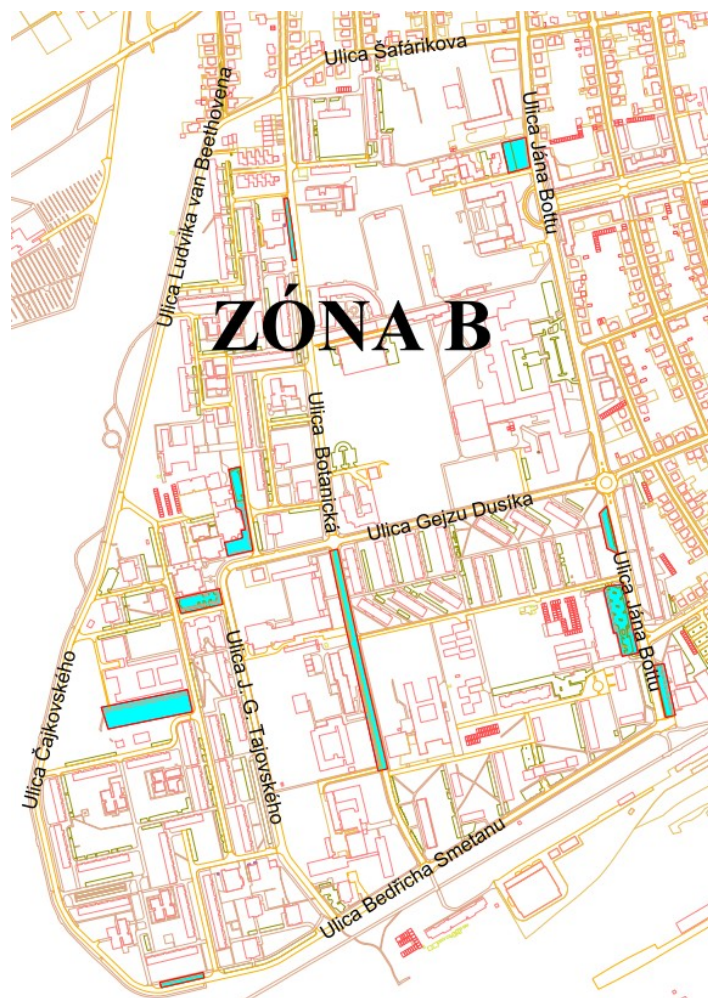 Ulica Šafárikova
Ulica Ludvika van Beethovena
Ulica Jána Bottu
ZÓNA B
Ulica Botanická
Ulica Gejzu Dusíka
Ulica Jána Bottu
Ulica J. G. Tajovského
Ulica Čajkovského
Ulica Bedřicha Smetanu